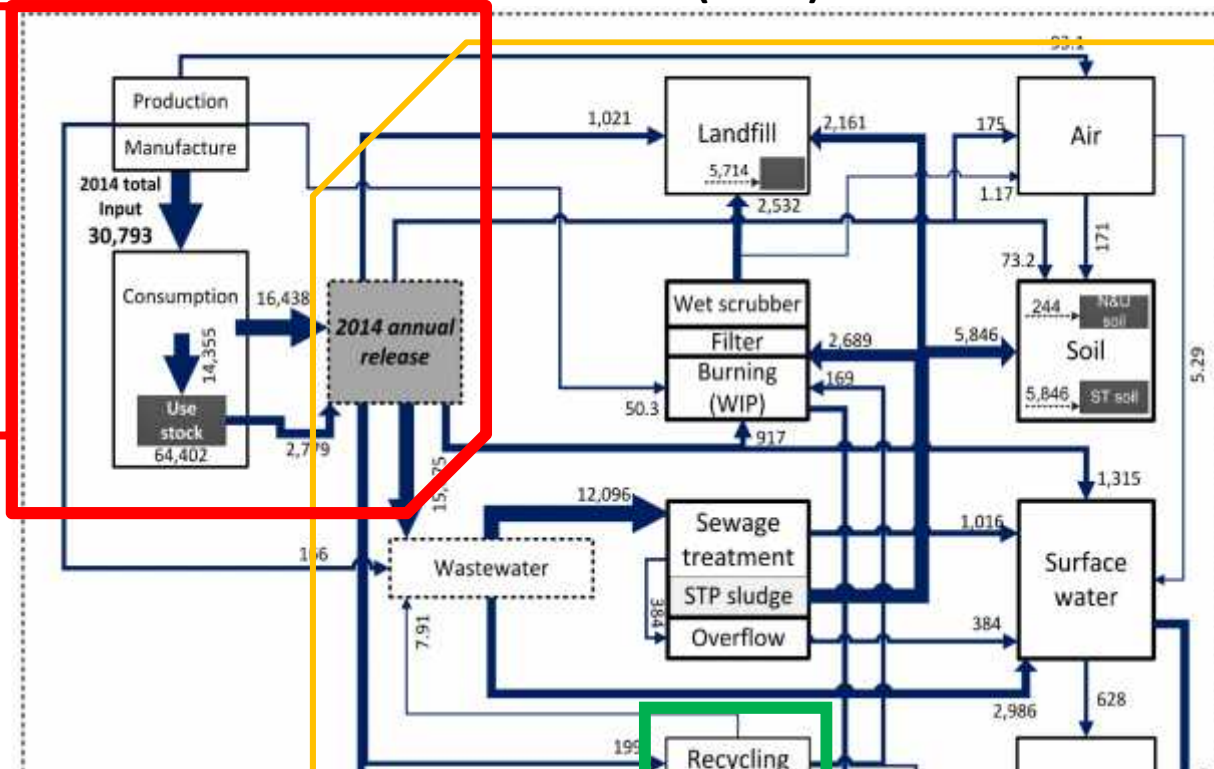 93.1
Production
Manufacture
2014 total
Input
30,793
Consumption
16,438
14,355
Use
stock
64,402
2,779
2014 annual
release
1,021
Landfill
5,714
2,161
2,532
175
Air
1.17
171
73.2
5.29
Wet scrubber
Filter
Burning
(WIP)
2,689
169
50.3
917
5,846
244
N&U
soil
Soil
5,846
ST soil
1,315
12,096
Sewage
treatment
STP sludge
Overflow
384
1,016
384
Surface
water
Wastewater
7.91
2,986
628
199
Recycling